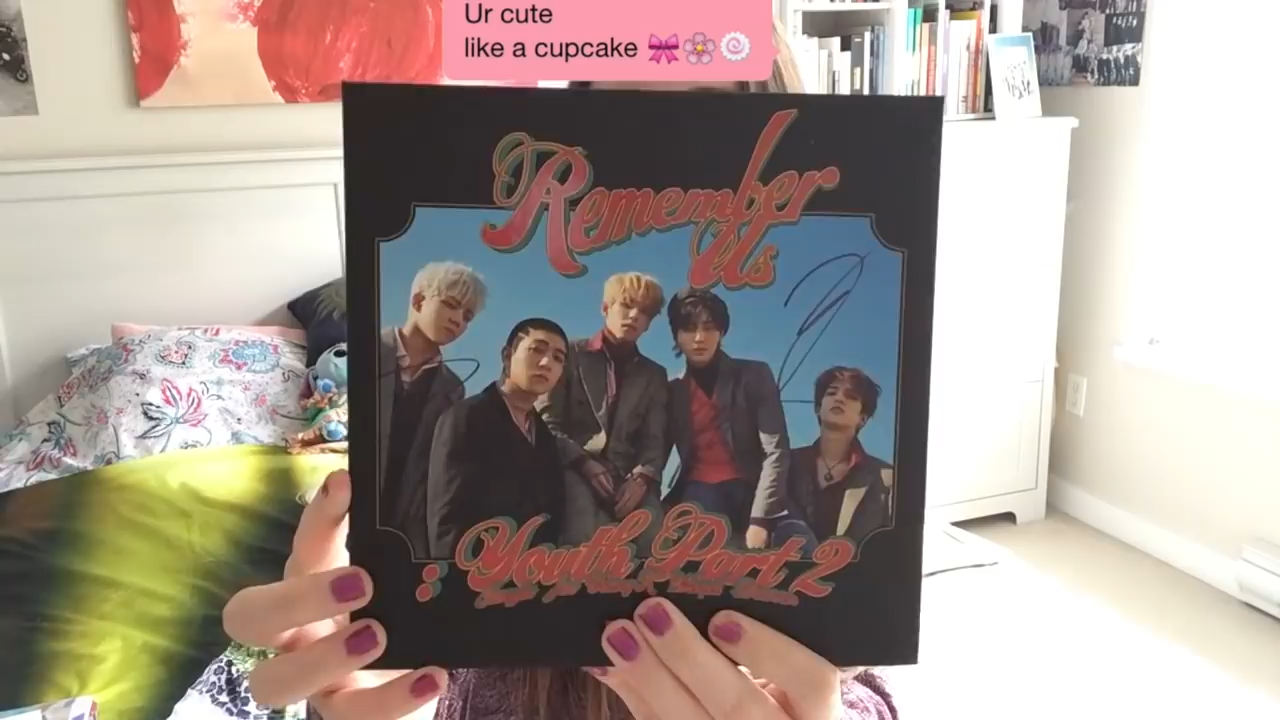 Ur cute
like a cupcake 🎀🌸🍥
Remember
Us
: Youth Part 2